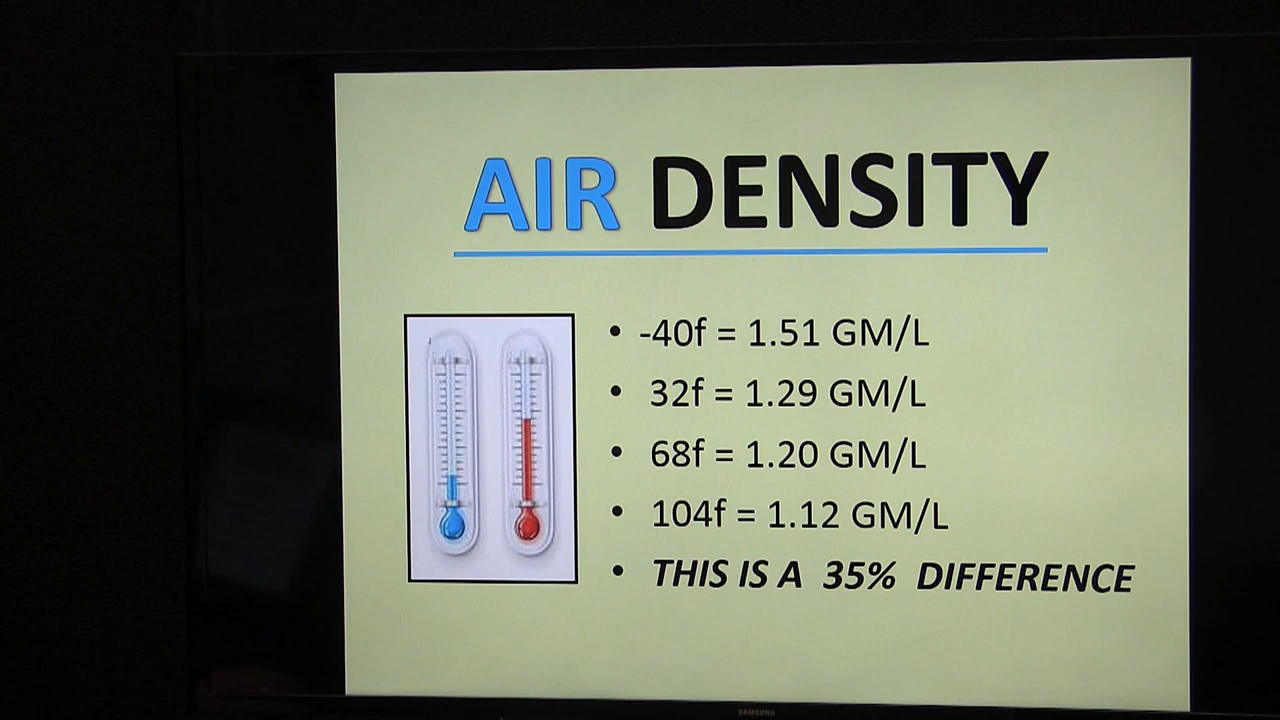 AIR DENSITY
• -40f = 1.51 GM/L
• 32f = 1.29 GM/L
• 68f = 1.20 GM/L
• 104f = 1.12 GM/L
• THIS IS A 35% DIFFERENCE
SAMSUNG